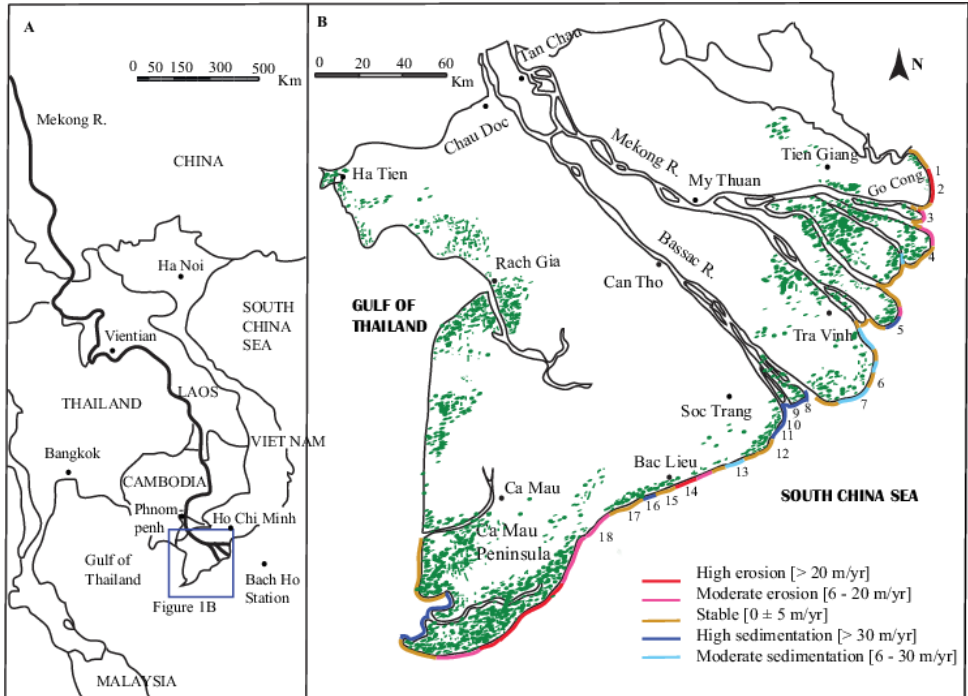 A
0 50 150 300 500
Km
Mekong R.
CHINA
Ha Noi
SOUTH
CHINA
SEA
Vientian
LAOS
THAILAND
VIET NAM
Bangkok
CAMBODIA
Phnom-
penh
Ho Chi Minh
Gulf of
Thailand
Bach Ho
Station
Figure 1B
MALAYSIA
B
0 20 40 60
Km
N
Tan Chau
Chau Doc
Mekong R.
Tien Giang
Ha Tien
My Thuan
Go Cong
1
2
3
4
Bassac R.
Rach Gia
Can Tho
GULF OF
THAILAND
Tra Vinh
5
6
7
Soc Trang
8
9
10
11
12
Bac Lieu
13
14
15
16
17
18
SOUTH CHINA SEA
Ca Mau
Ca Mau
Peninsula
High erosion [> 20 m/yr]
Moderate erosion [6 - 20 m/yr]
Stable [0 ± 5 m/yr]
High sedimentation [> 30 m/yr]
Moderate sedimentation [6 - 30 m/yr]